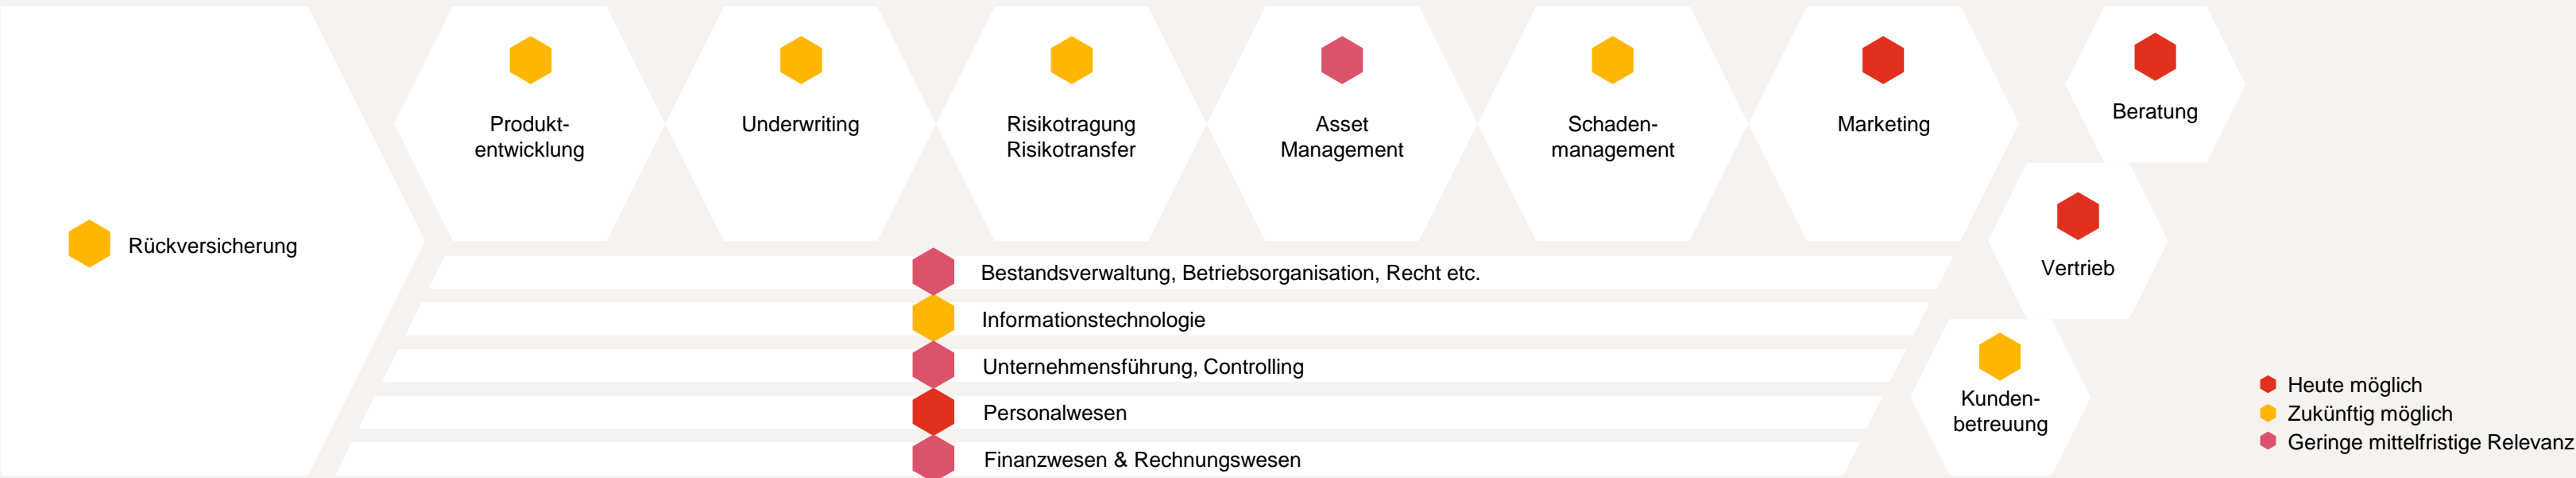 Rückversicherung
Produkt-
entwicklung
Underwriting
Risikotragung
Risikotransfer
Asset
Management
Schaden-
management
Marketing
Beratung
Vertrieb
Kunden-
betreuung
Bestandsverwaltung, Betriebsorganisation, Recht etc.
Informationstechnologie
Unternehmensführung, Controlling
Personalwesen
Finanzwesen & Rechnungswesen
Heute möglich
Zukünftig möglich
Geringe mittelfristige Relevanz